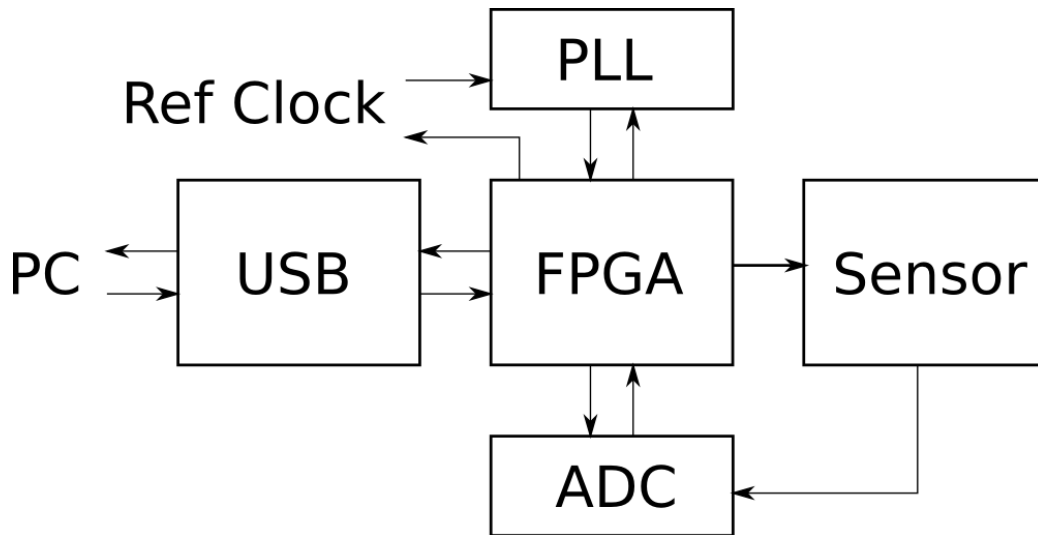 PLL
Ref Clock
PC
USB
FPGA
Sensor
ADC